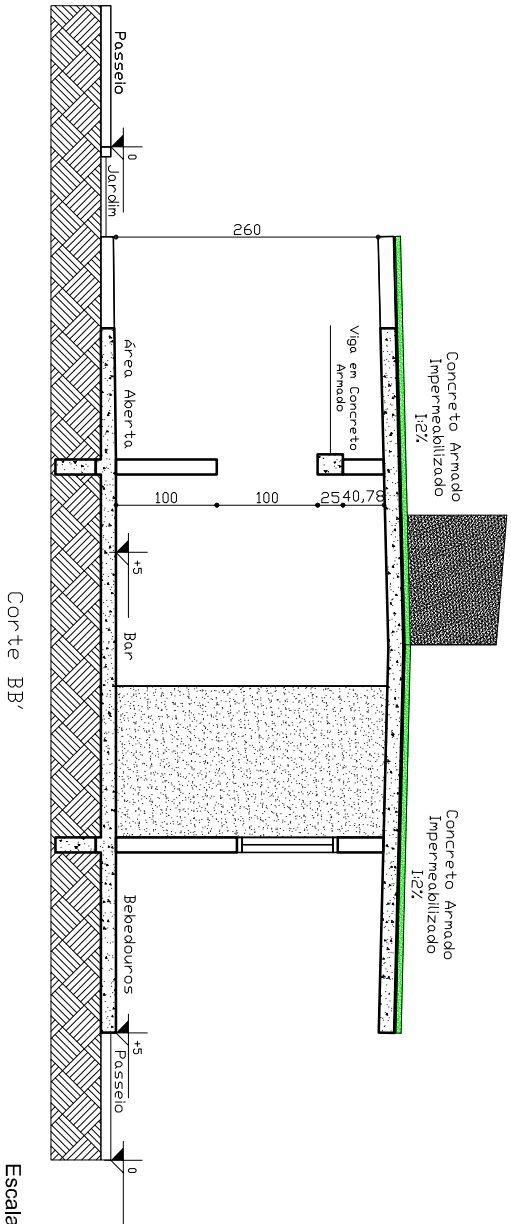 Concreto Armado
Impermeabilizado
I:2%
Concreto Armado
Impermeabilizado
I:2%
260
Viga em Concreto
Armado
100
100
25
40,78
Passeio
0
Jardim
Área Aberta
+5
Bar
Bebedouros
+5
Passeio
0
Corte BB'
Escala